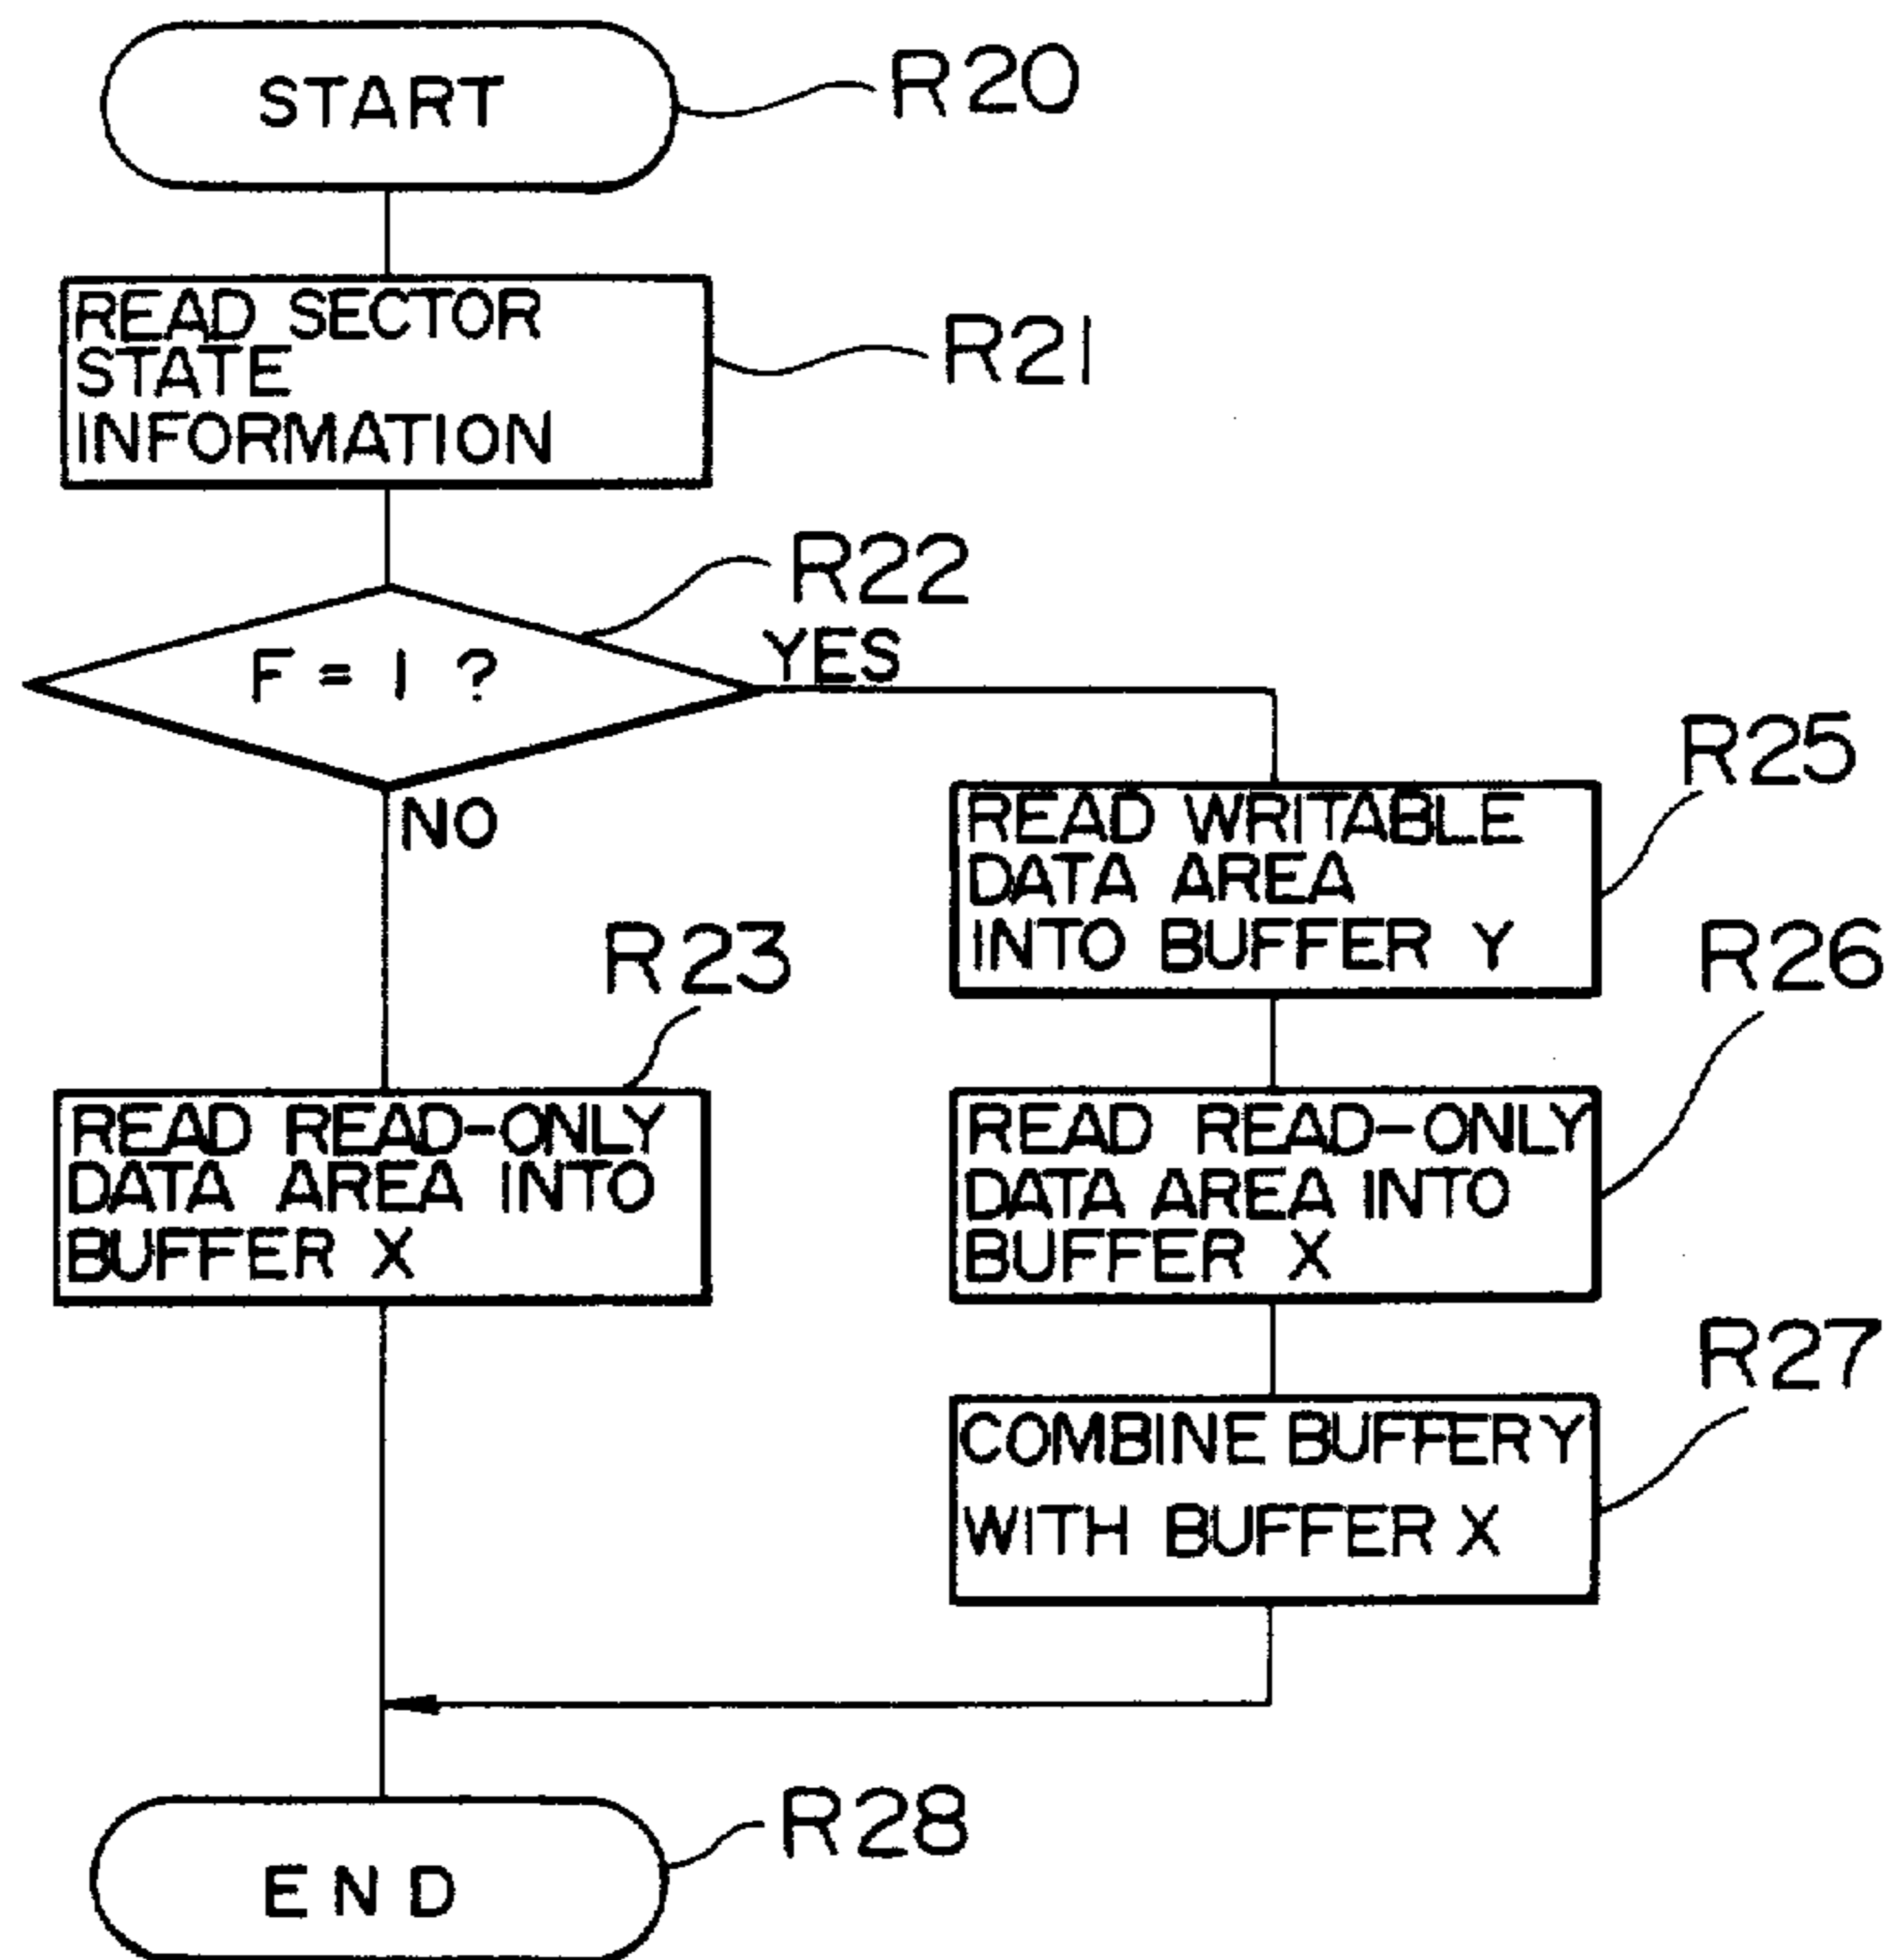 START
R20
READ SECTOR
STATE
INFORMATION
R21
R22
F = 1 ?
YES
NO
R25
READ WRITABLE
DATA AREA
INTO BUFFER Y
R23
READ READ-ONLY
DATA AREA INTO
BUFFER X
R26
READ READ-ONLY
DATA AREA INTO
BUFFER X
R27
COMBINE BUFFER Y
WITH BUFFER X
R28
END